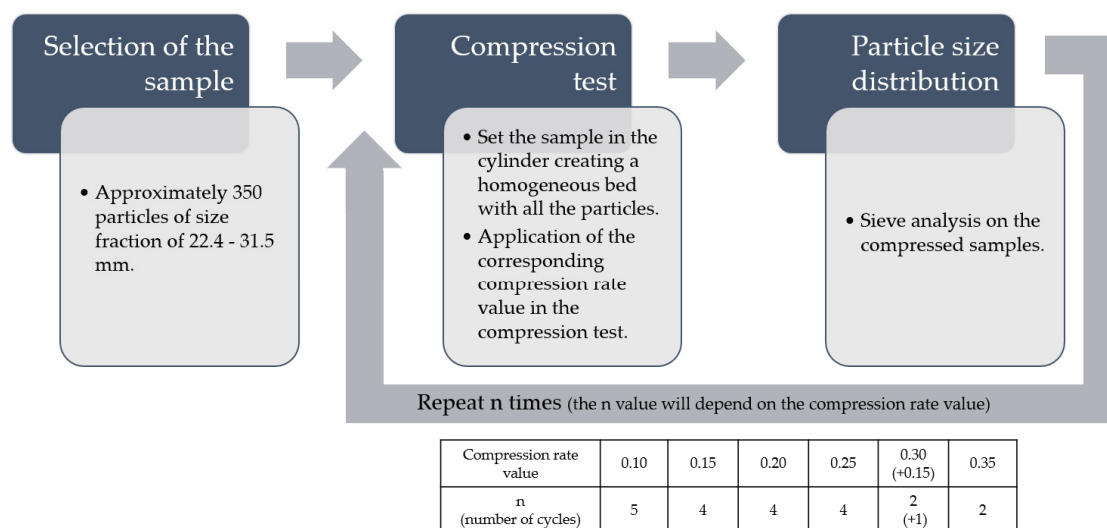 Selection of the
sample
• Approximately 350
particles of size
fraction of 22.4 - 31.5
mm.
Compression
test
• Set the sample in the
cylinder creating a
homogeneous bed
with all the particles.
• Application of the
corresponding
compression rate
value in the
compression test.
Particle size
distribution
• Sieve analysis on the
compressed samples.
Repeat n times (the n value will depend on the compression rate value)
Compression rate
value
0.10
0.15
0.20
0.25
0.30
(+0.15)
0.35
n
(number of cycles)
5
4
4
4
2
(+1)
2